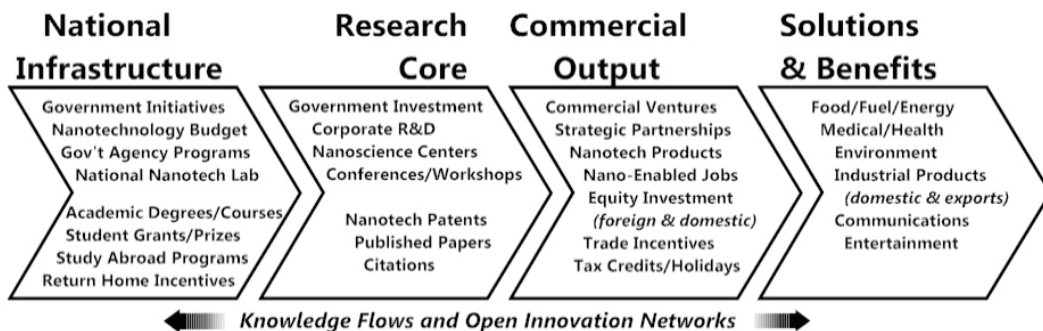 National
Infrastructure
Government Initiatives
Nanotechnology Budget
Gov't Agency Programs
National Nanotech Lab
Academic Degrees/Courses
Student Grants/Prizes
Study Abroad Programs
Return Home Incentives
Research
Core
Government Investment
Corporate R&D
Nanoscience Centers
Conferences/Workshops
Nanotech Patents
Published Papers
Citations
Commercial
Output
Commercial Ventures
Strategic Partnerships
Nanotech Products
Nano-Enabled Jobs
Equity Investment
(foreign & domestic)
Trade Incentives
Tax Credits/Holidays
Solutions
& Benefits
Food/Fuel/Energy
Medical/Health
Environment
Industrial Products
(domestic & exports)
Communications
Entertainment
Knowledge Flows and Open Innovation Networks